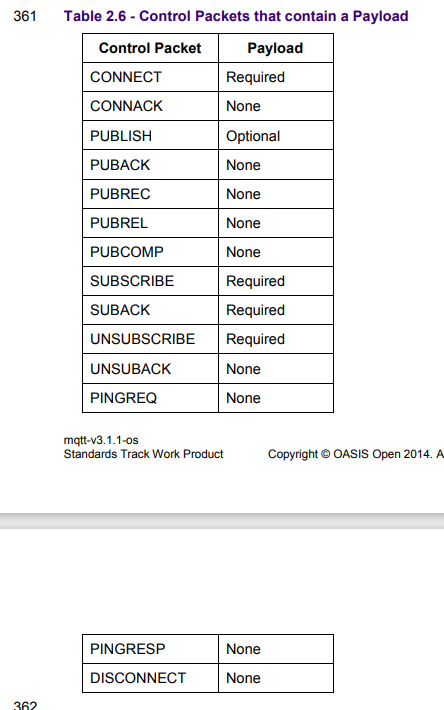 361 Table 2.6 - Control Packets that contain a Payload
Control Packet Payload
CONNECT Required
CONNACK None
PUBLISH Optional
PUBACK None
PUBREC None
PUBREL None
PUBCOMP None
SUBSCRIBE Required
SUBACK Required
UNSUBSCRIBE Required
UNSUBACK None
PINGREQ None
mqtt-v3.1.1-os
Standards Track Work Product Copyright © OASIS Open 2014. A
PINGRESP None
DISCONNECT None
362